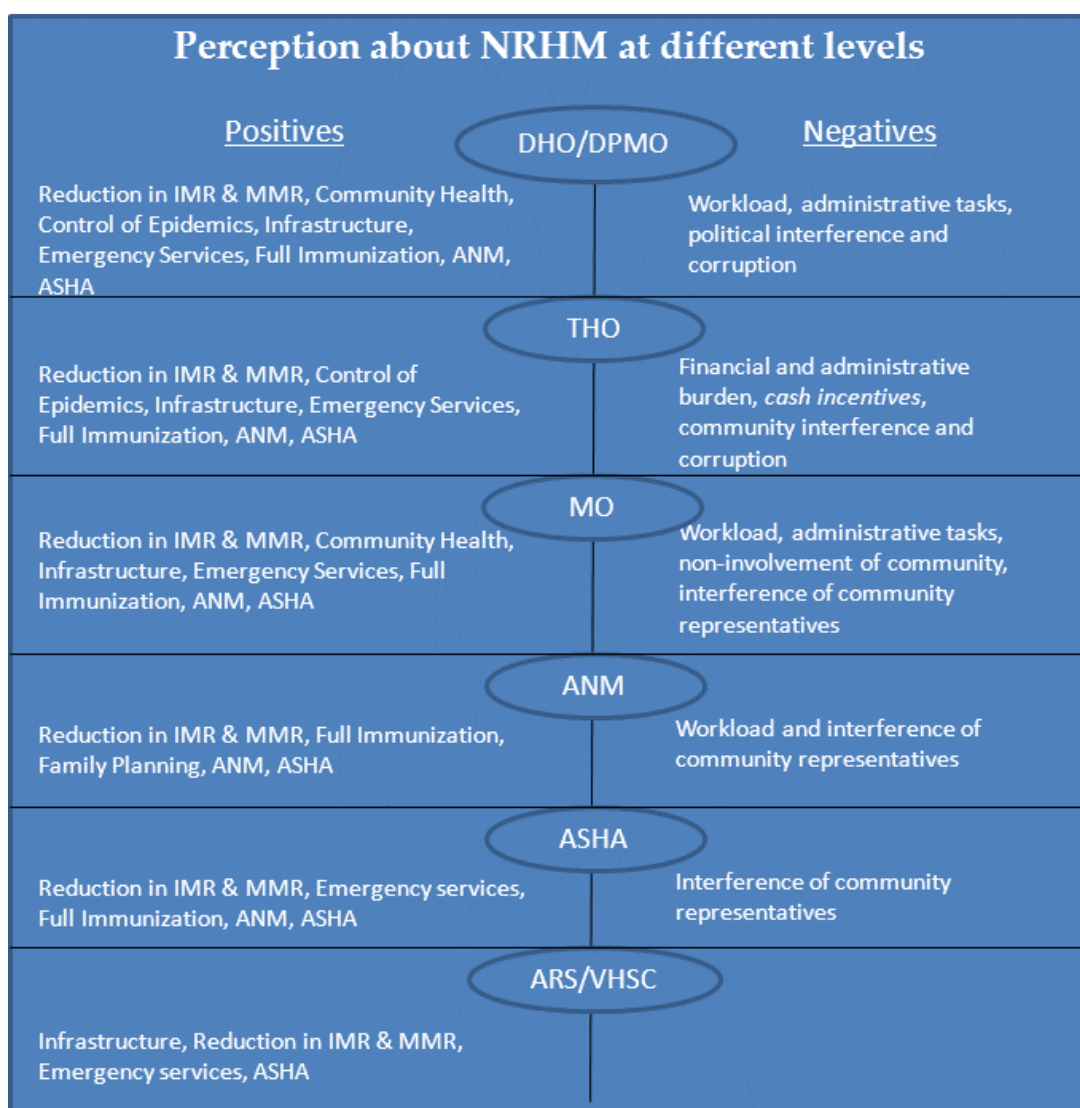 Perception about NRHM at different levels
Positives
DHO/DPMO
Negatives
Reduction in IMR & MMR, Community Health,
Control of Epidemics, Infrastructure,
Emergency Services, Full Immunization, ANM,
ASHA
Workload, administrative tasks,
political interference and
corruption
THO
Reduction in IMR & MMR, Control of
Epidemics, Infrastructure, Emergency Services,
Full Immunization, ANM, ASHA
Financial and administrative
burden, cash incentives,
community interference and
corruption
MO
Reduction in IMR & MMR, Community Health,
Infrastructure, Emergency Services, Full
Immunization, ANM, ASHA
Workload, administrative tasks,
non-involvement of community,
interference of community
representatives
ANM
Reduction in IMR & MMR, Full Immunization,
Family Planning, ANM, ASHA
Workload and interference of
community representatives
ASHA
Reduction in IMR & MMR, Emergency services,
Full Immunization, ANM, ASHA
Interference of community
representatives
ARS/VHSC
Infrastructure, Reduction in IMR & MMR,
Emergency services, ASHA